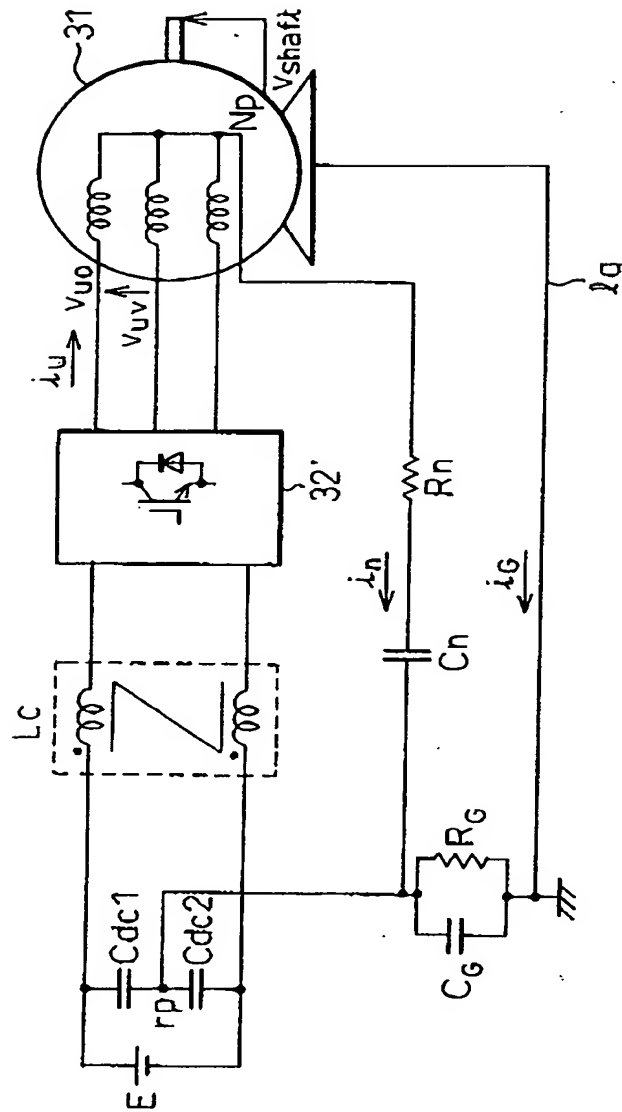 31
Vshaft
Np
Vuo
Vuv
iu
32'
Lc
in
Rn
Cn
iG
ℓa
Cdc1
Cdc2
rp
E
RG
CG